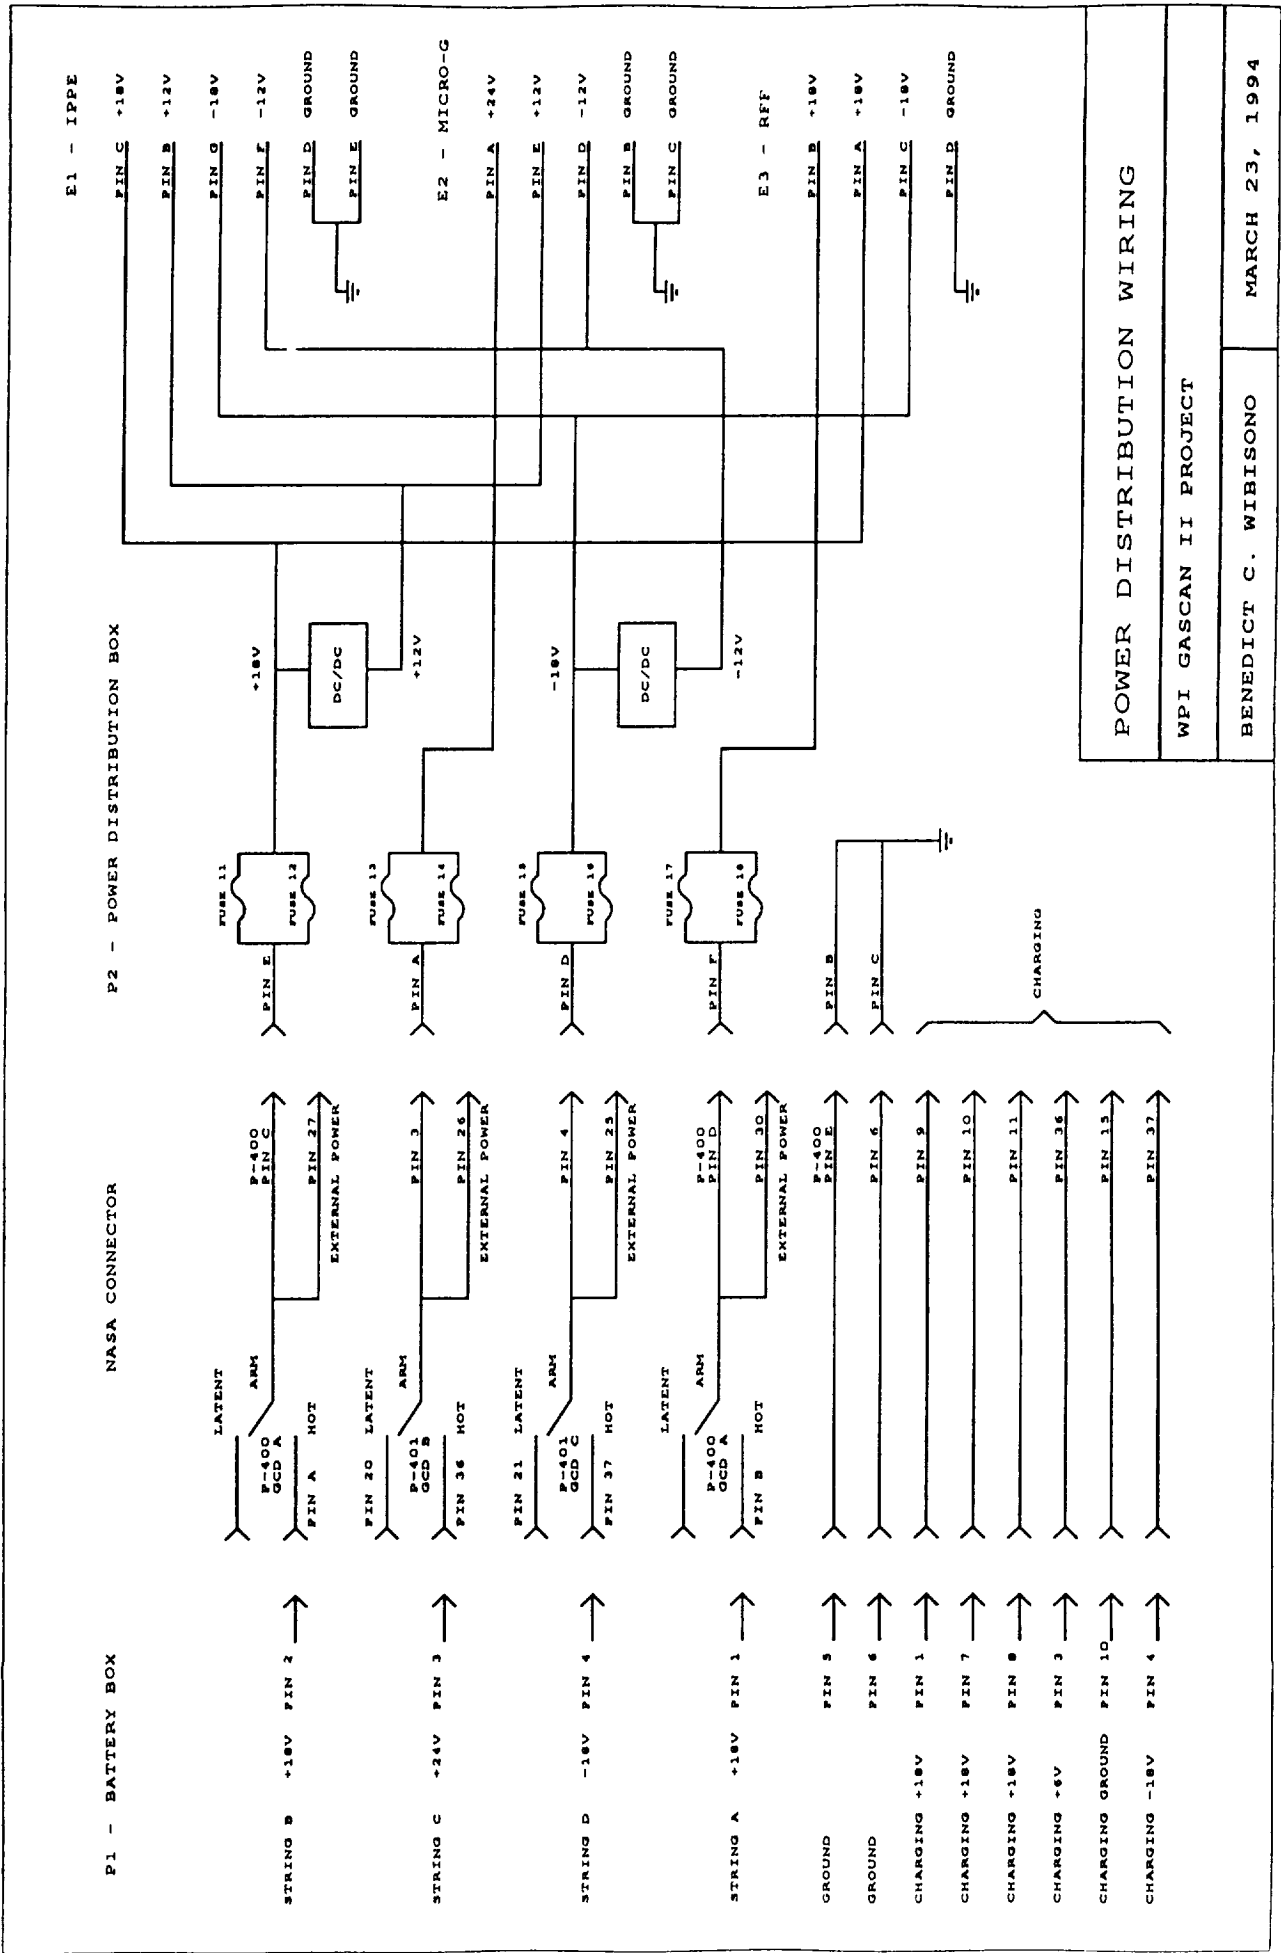 P1 - BATTERY BOX
STRING B +18V PIN 2
STRING C +24V PIN 3
STRING D -18V PIN 4
STRING A +18V PIN 1
GROUND PIN 5
GROUND PIN 6
CHARGING +18V PIN 1
CHARGING +18V PIN 7
CHARGING +18V PIN 8
CHARGING +6V PIN 3
CHARGING GROUND PIN 10
CHARGING -18V PIN 4
NASA CONNECTOR
LATENT
ARM
P-400
GCD A
PIN A HOT
P-400
PIN C
PIN 27
EXTERNAL POWER
PIN 20 LATENT
ARM
P-401
GCD B
PIN 36 HOT
PIN 3
PIN 26
EXTERNAL POWER
PIN 21 LATENT
ARM
P-401
GCD C
PIN 37 HOT
PIN 4
PIN 25
EXTERNAL POWER
LATENT
ARM
P-400
GCD A
PIN B HOT
P-400
PIN D
PIN 30
EXTERNAL POWER
P-400
PIN E
PIN 6
PIN 9
PIN 10
PIN 11
PIN 36
PIN 15
PIN 37
P2 - POWER DISTRIBUTION BOX
PIN E
FUSE 11
FUSE 12
+18V
DC/DC
+12V
PIN A
FUSE 13
FUSE 14
PIN D
FUSE 15
FUSE 16
-18V
DC/DC
-12V
PIN F
FUSE 17
FUSE 18
PIN B
PIN C
CHARGING
E1 - IPPE
PIN C +18V
PIN B +12V
PIN G -18V
PIN F -12V
PIN D GROUND
PIN E GROUND
E2 - MICRO-G
PIN A +24V
PIN E +12V
PIN D -12V
PIN B GROUND
PIN C GROUND
E3 - RFF
PIN B +18V
PIN A +18V
PIN C -18V
PIN D GROUND
POWER DISTRIBUTION WIRING
WPI GASCAN II PROJECT
BENEDICT C. WIBISONO
MARCH 23, 1994